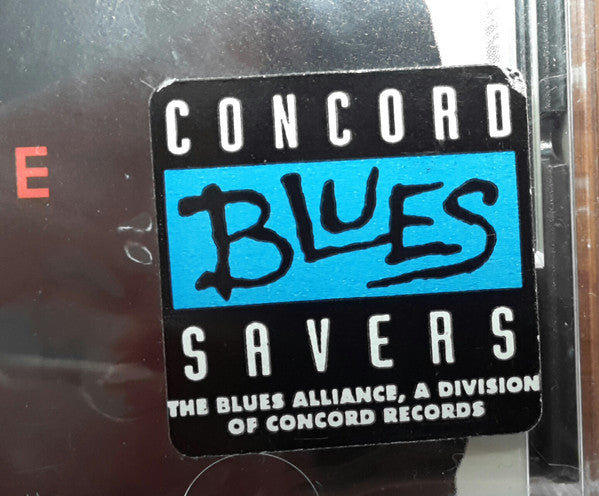 E
CONCORD
BLUES
SAVERS
THE BLUES ALLIANCE, A DIVISION
OF CONCORD RECORDS